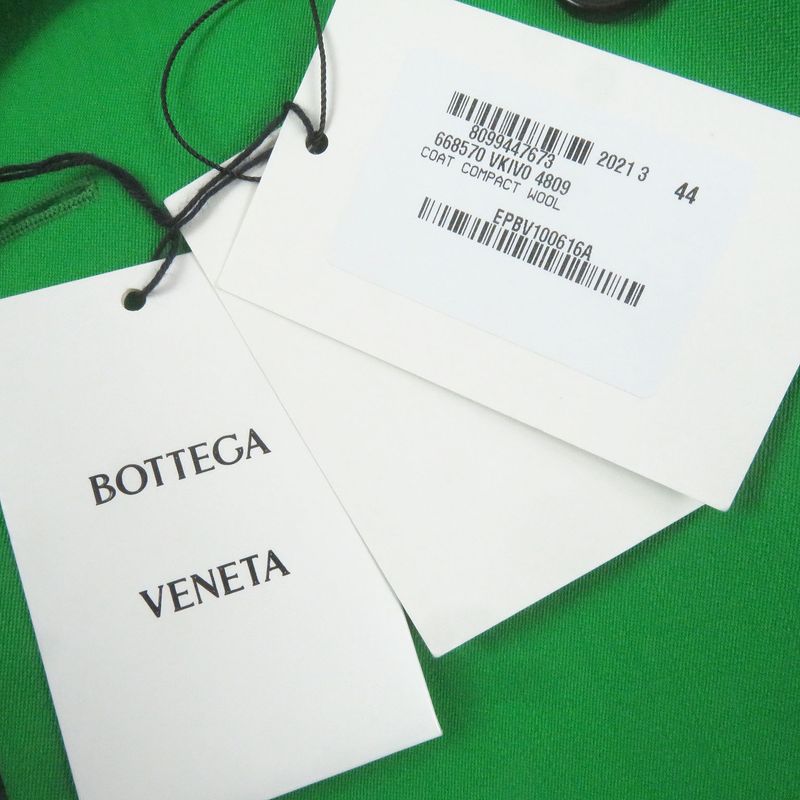 8099447673
668570 VKIV0 4809 2021 3 44
COAT COMPACT WOOL
EPBV100616A
BOTTEGA
VENETA